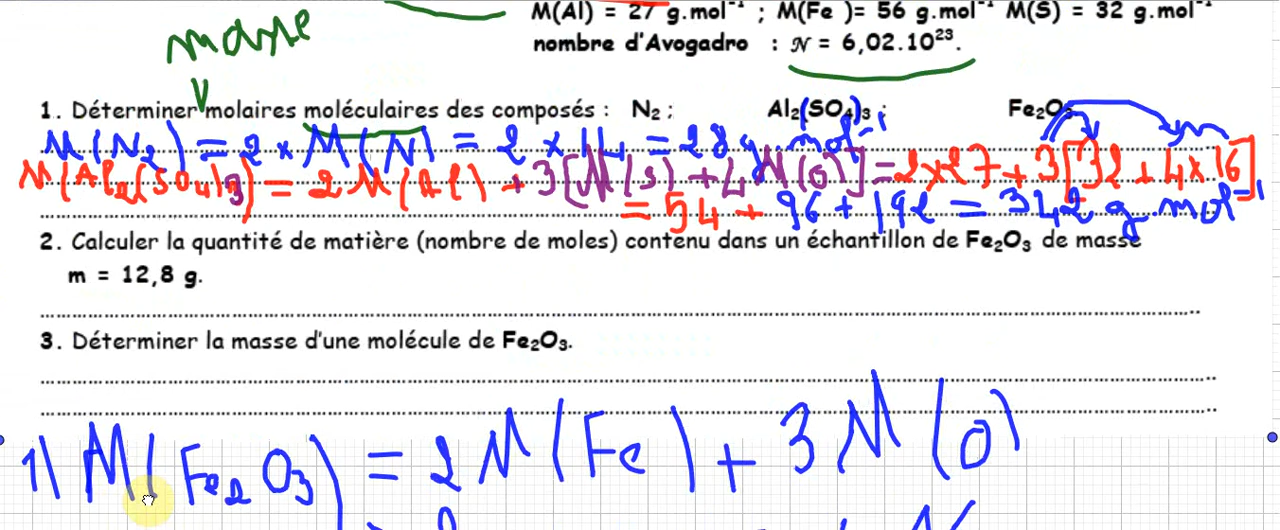 M(Al) = 27 g.mol⁻¹ ; M(Fe )= 56 g.mol⁻¹ M(S) = 32 g.mol⁻¹
masse
nombre d'Avogadro : N = 6,02.10²³.
1. Déterminer molaires moléculaires des composés : N₂ ; Al₂(SO₄)₃ ; Fe₂O₃
M(N₂) = 2 × M(N) = 2 × 14 = 28 g.mol⁻¹
M(Al₂(SO₄)3) = 2 M(Al) + 3[M(S) + 4 M(O)] = 2×27 + 3[32 + 4×16]
= 54 + 96 + 192 = 342 g.mol⁻¹
2. Calculer la quantité de matière (nombre de moles) contenu dans un échantillon de Fe₂O₃ de masse
m = 12,8 g.
3. Déterminer la masse d'une molécule de Fe₂O₃.
1) M(Fe₂O₃) = 2 M(Fe) + 3 M(O)